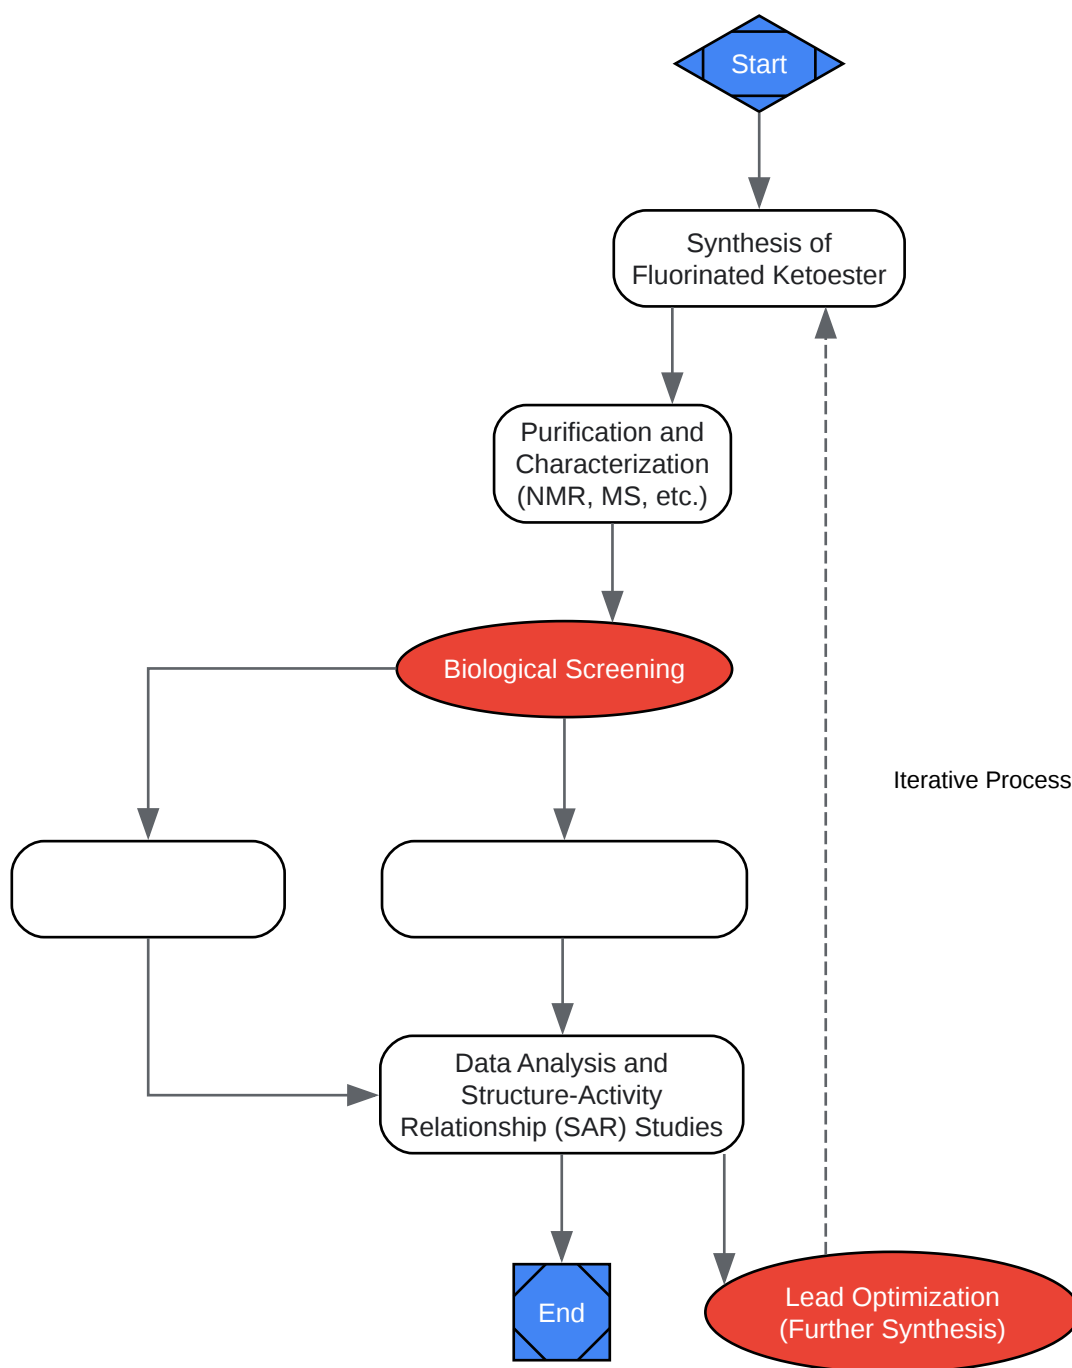 Start
Synthesis of
Fluorinated Ketoester
Purification and
Characterization
(NMR, MS, etc.)
Biological Screening
Iterative Process
Data Analysis and
Structure-Activity
Relationship (SAR) Studies
End
Lead Optimization
(Further Synthesis)